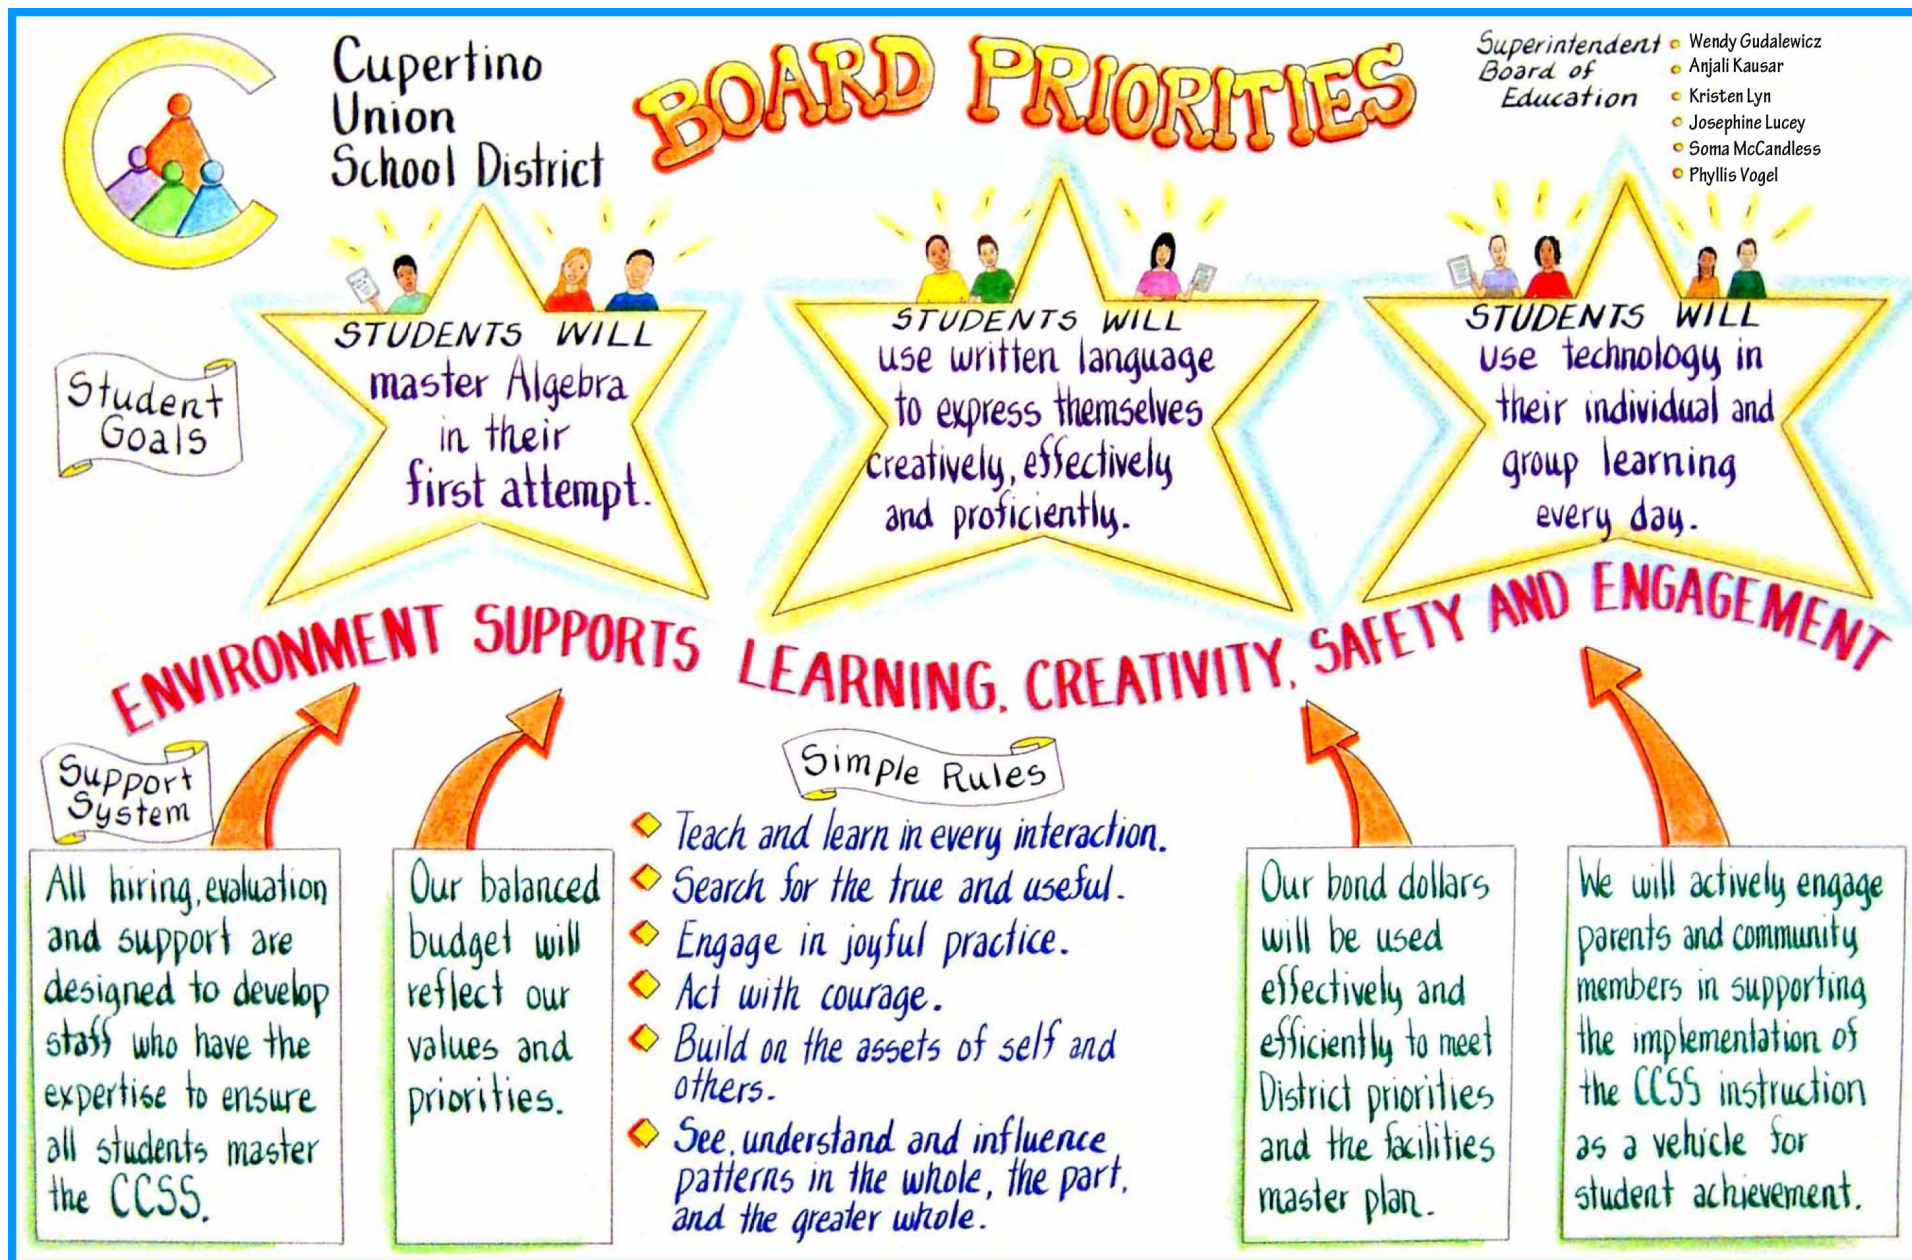 Cupertino
Union
School District
BOARD PRIORITIES
Superintendent
Board of
Education
Wendy Gudalewicz
Anjali Kausar
Kristen Lyn
Josephine Lucey
Soma McCandless
Phyllis Vogel
Student
Goals
STUDENTS WILL
master Algebra
in their
first attempt.
STUDENTS WILL
use written language
to express themselves
creatively, effectively
and proficiently.
STUDENTS WILL
use technology in
their individual and
group learning
every day.
ENVIRONMENT SUPPORTS LEARNING, CREATIVITY, SAFETY AND ENGAGEMENT
Support
System
All hiring, evaluation
and support are
designed to develop
staff who have the
expertise to ensure
all students master
the CCSS.
Our balanced
budget will
reflect our
values and
priorities.
Simple Rules
Teach and learn in every interaction.
Search for the true and useful.
Engage in joyful practice.
Act with courage.
Build on the assets of self and
others.
See, understand and influence
patterns in the whole, the part,
and the greater whole.
Our bond dollars
will be used
effectively and
efficiently to meet
District priorities
and the facilities
master plan.
We will actively engage
parents and community
members in supporting
the implementation of
the CCSS instruction
as a vehicle for
student achievement.